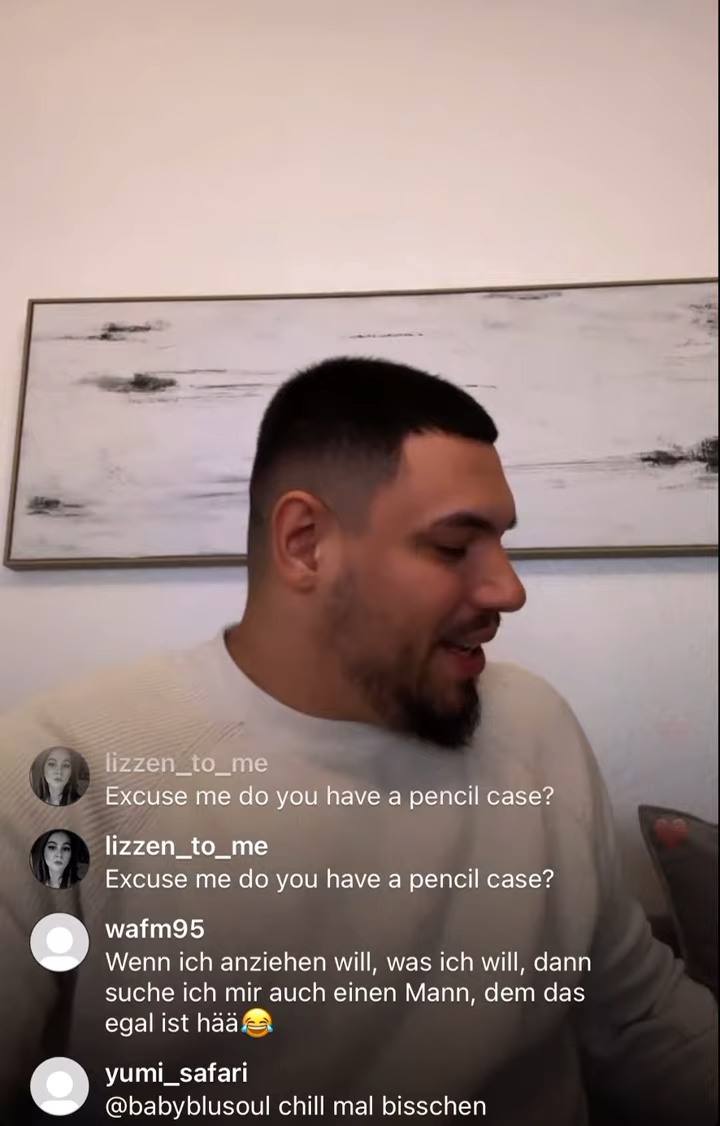 lizzen_to_me
Excuse me do you have a pencil case?
lizzen_to_me
Excuse me do you have a pencil case?
wafm95
Wenn ich anziehen will, was ich will, dann
suche ich mir auch einen Mann, dem das
egal ist hää😂
yumi_safari
@babyblusoul chill mal bisschen